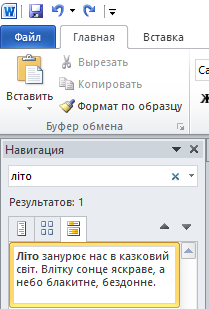 Файл Главная Вставка
Вырезать
Копировать
Вставить
Формат по образцу
Буфер обмена
Навигация
літо
Результатов: 1
Літо занурює нас в казковий
світ. Влітку сонце яскраве, а
небо блакитне, бездонне.